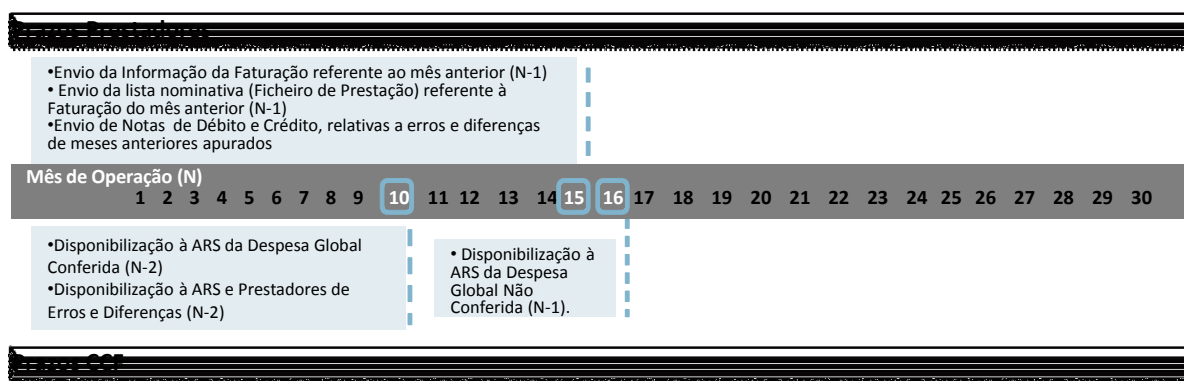 Prazos Prestadores
•Envio da Informação da Faturação referente ao mês anterior (N-1)
• Envio da lista nominativa (Ficheiro de Prestação) referente à
Faturação do mês anterior (N-1)
•Envio de Notas de Débito e Crédito, relativas a erros e diferenças
de meses anteriores apurados
Mês de Operação (N)
1 2 3 4 5 6 7 8 9 10 11 12 13 14 15 16 17 18 19 20 21 22 23 24 25 26 27 28 29 30
•Disponibilização à ARS da Despesa Global
Conferida (N-2)
•Disponibilização à ARS e Prestadores de
Erros e Diferenças (N-2)
• Disponibilização à
ARS da Despesa
Global Não
Conferida (N-1).
Prazos CCF